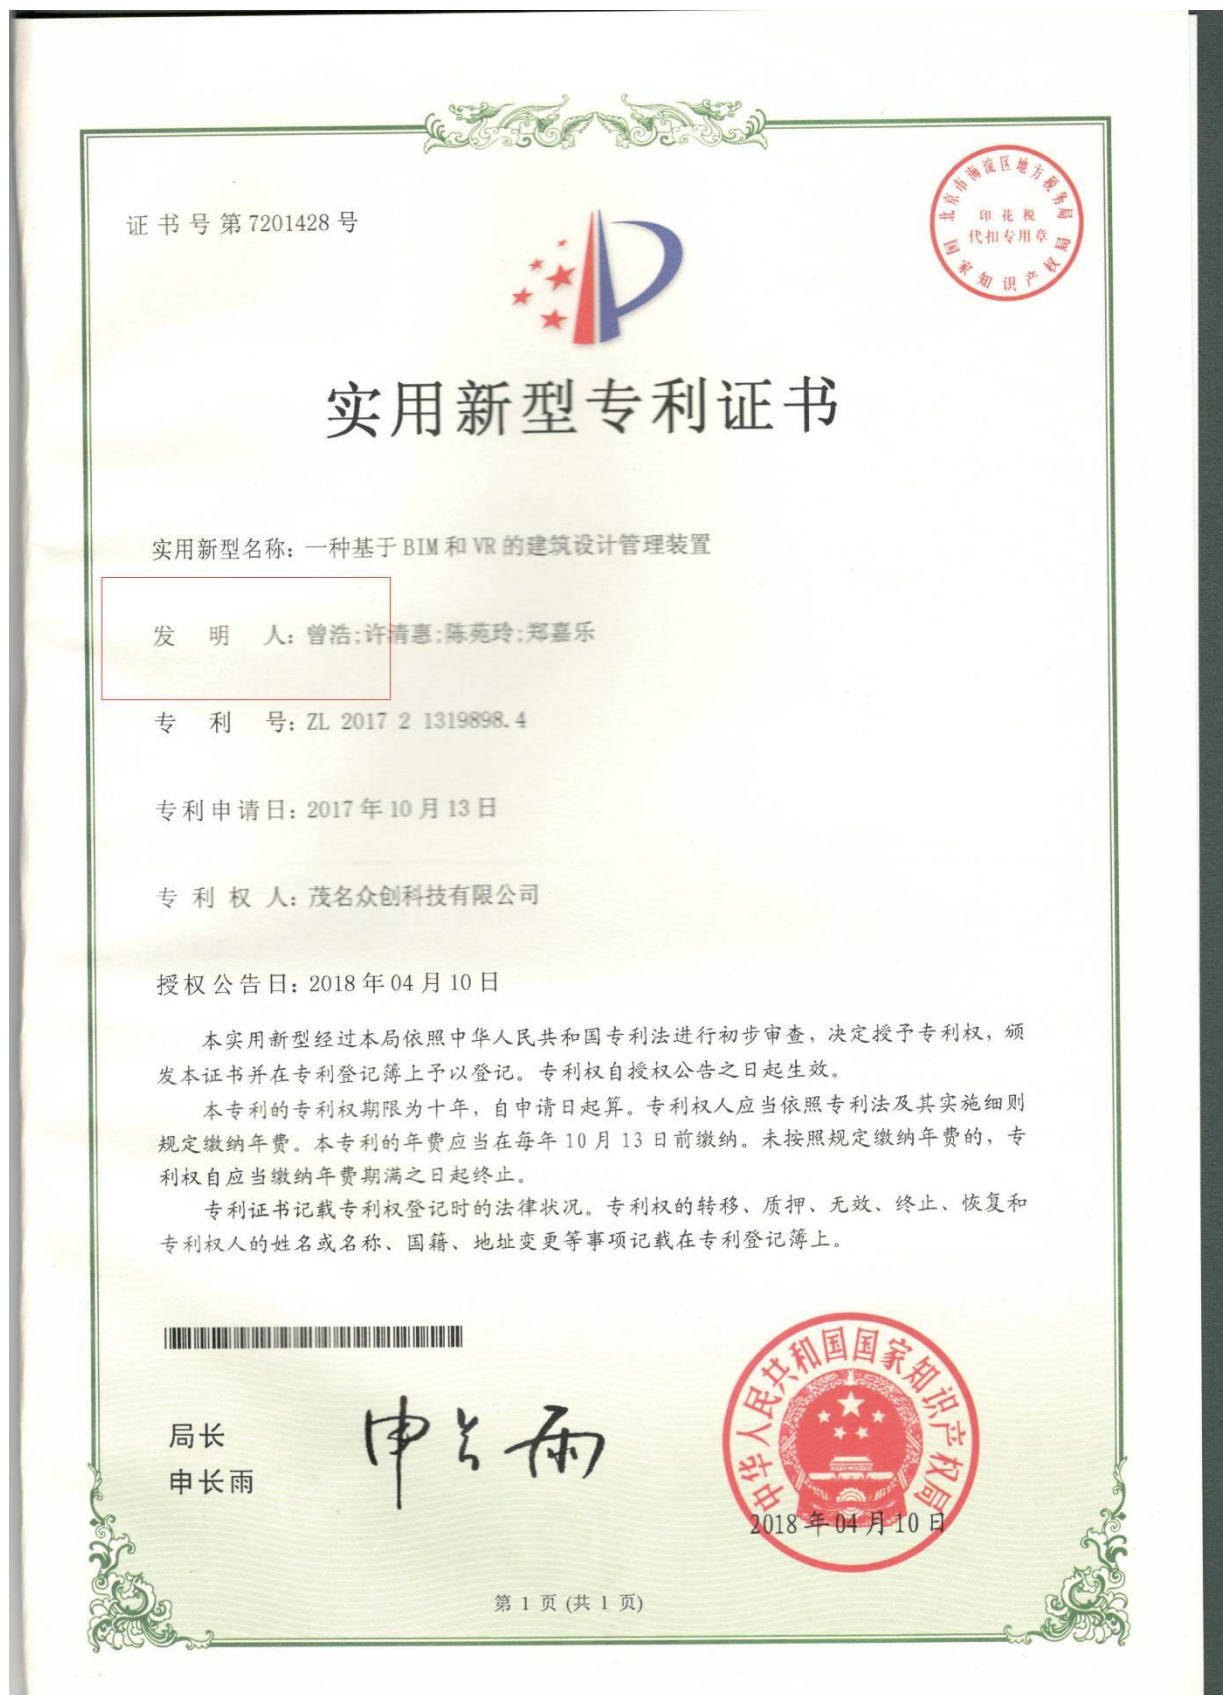 证书号第7201428号
北京市海淀区地方税务局
印花税
代扣专用章
国家知识产权局
实用新型专利证书
实用新型名称：一种基于BIM和VR的建筑设计管理装置
发明人：曾浩;许清惠;陈苑玲;郑嘉乐
专利号：ZL 2017 2 1319898.4
专利申请日：2017年10月13日
专利权人：茂名众创科技有限公司
授权公告日：2018年04月10日
本实用新型经过本局依照中华人民共和国专利法进行初步审查，决定授予专利权，颁
发本证书并在专利登记簿上予以登记。专利权自授权公告之日起生效。
本专利的专利权期限为十年，自申请日起算。专利权人应当依照专利法及其实施细则
规定缴纳年费。本专利的年费应当在每年10月13日前缴纳。未按照规定缴纳年费的，专
利权自应当缴纳年费期满之日起终止。
专利证书记载专利权登记时的法律状况。专利权的转移、质押、无效、终止、恢复和
专利权人的姓名或名称、国籍、地址变更等事项记载在专利登记簿上。
局长
申长雨
申长雨
中华人民共和国国家知识产权局
2018年04月10日
第1页(共1页)